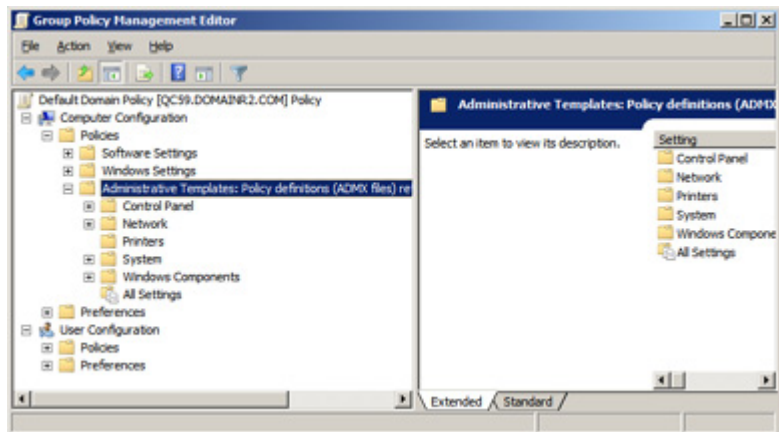 Group Policy Management Editor
File Action View Help
Default Domain Policy [QC59.DOMAINR2.COM] Policy
Computer Configuration
Policies
Software Settings
Windows Settings
Administrative Templates: Policy definitions (ADMX files) re
Control Panel
Network
Printers
System
Windows Components
All Settings
Preferences
User Configuration
Policies
Preferences
Administrative Templates: Policy definitions (ADMX
Select an item to view its description.
Setting
Control Panel
Network
Printers
System
Windows Compone
All Settings
Extended Standard